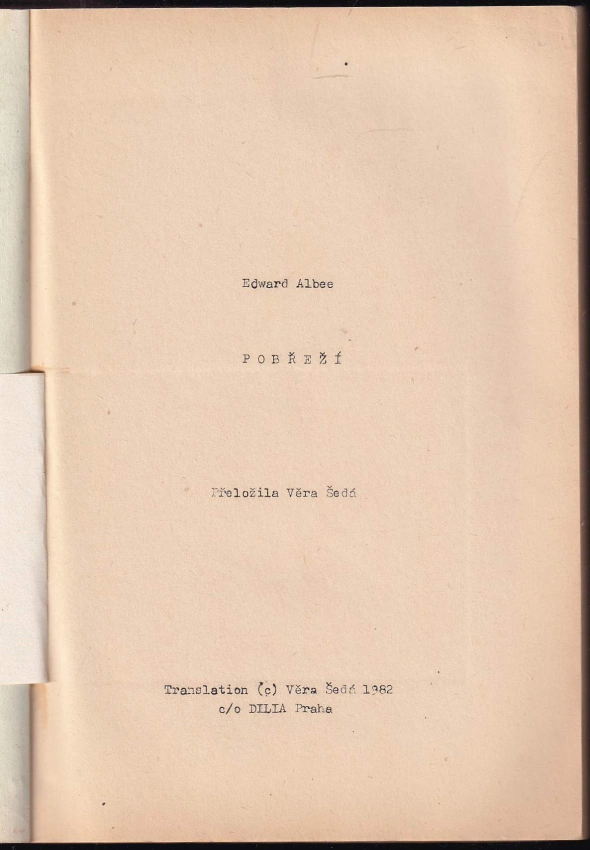 Edward Albee
P O B Ř E Ž Í
Přeložila Věra Šedá
Translation (c) Věra Šedá 1982
c/o DILIA Praha